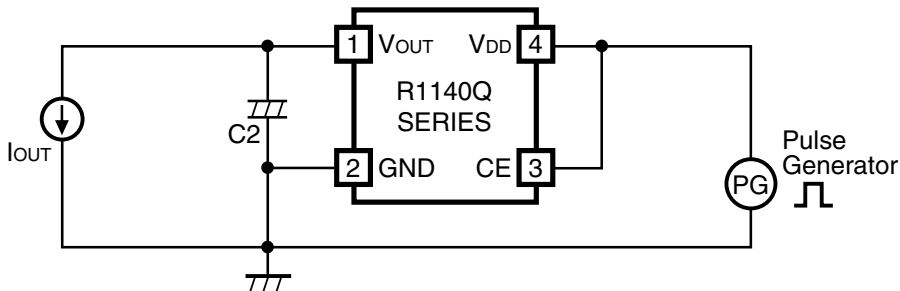 1 VOUT VDD 4
R1140Q
SERIES
C2
IOUT
2 GND CE 3
Pulse
Generator
PG